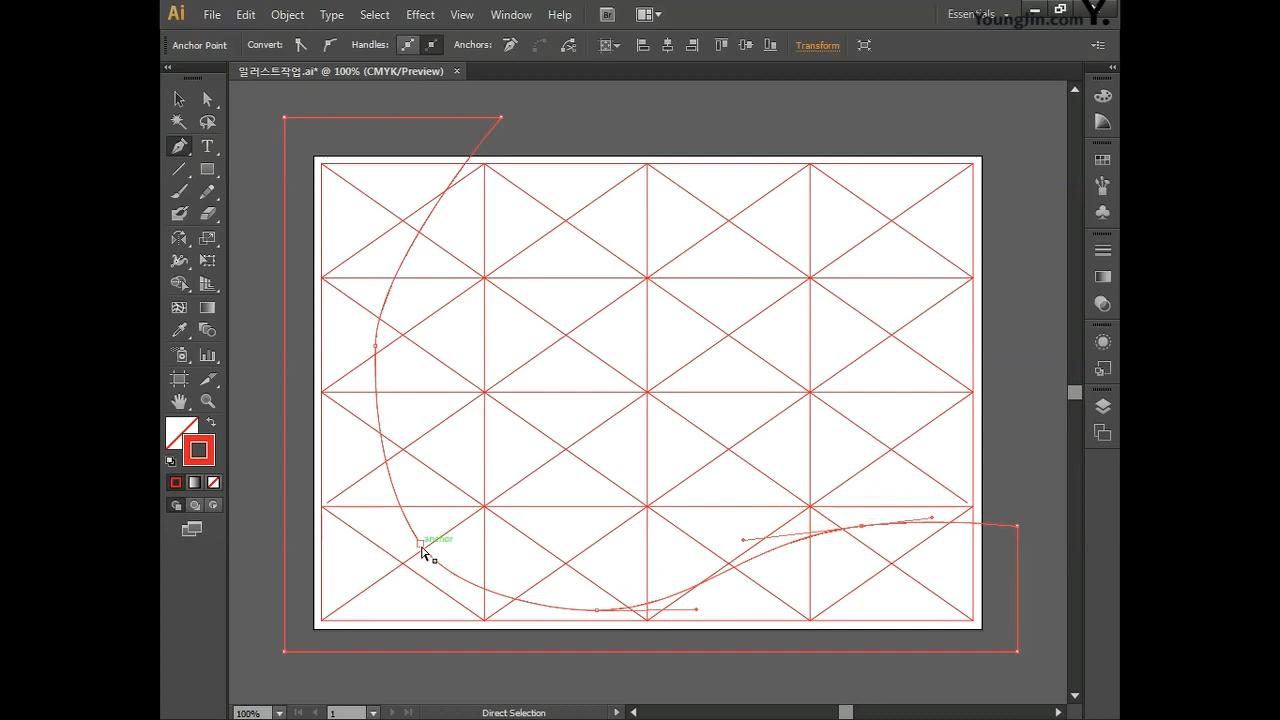 Ai File Edit Object Type Select Effect View Window Help Br Essentials
YoungJin.com Y.
Anchor Point Convert: Handles: Anchors: Transform
일러스트작업.ai* @ 100% (CMYK/Preview) ×
T
anchor
100% 1 Direct Selection